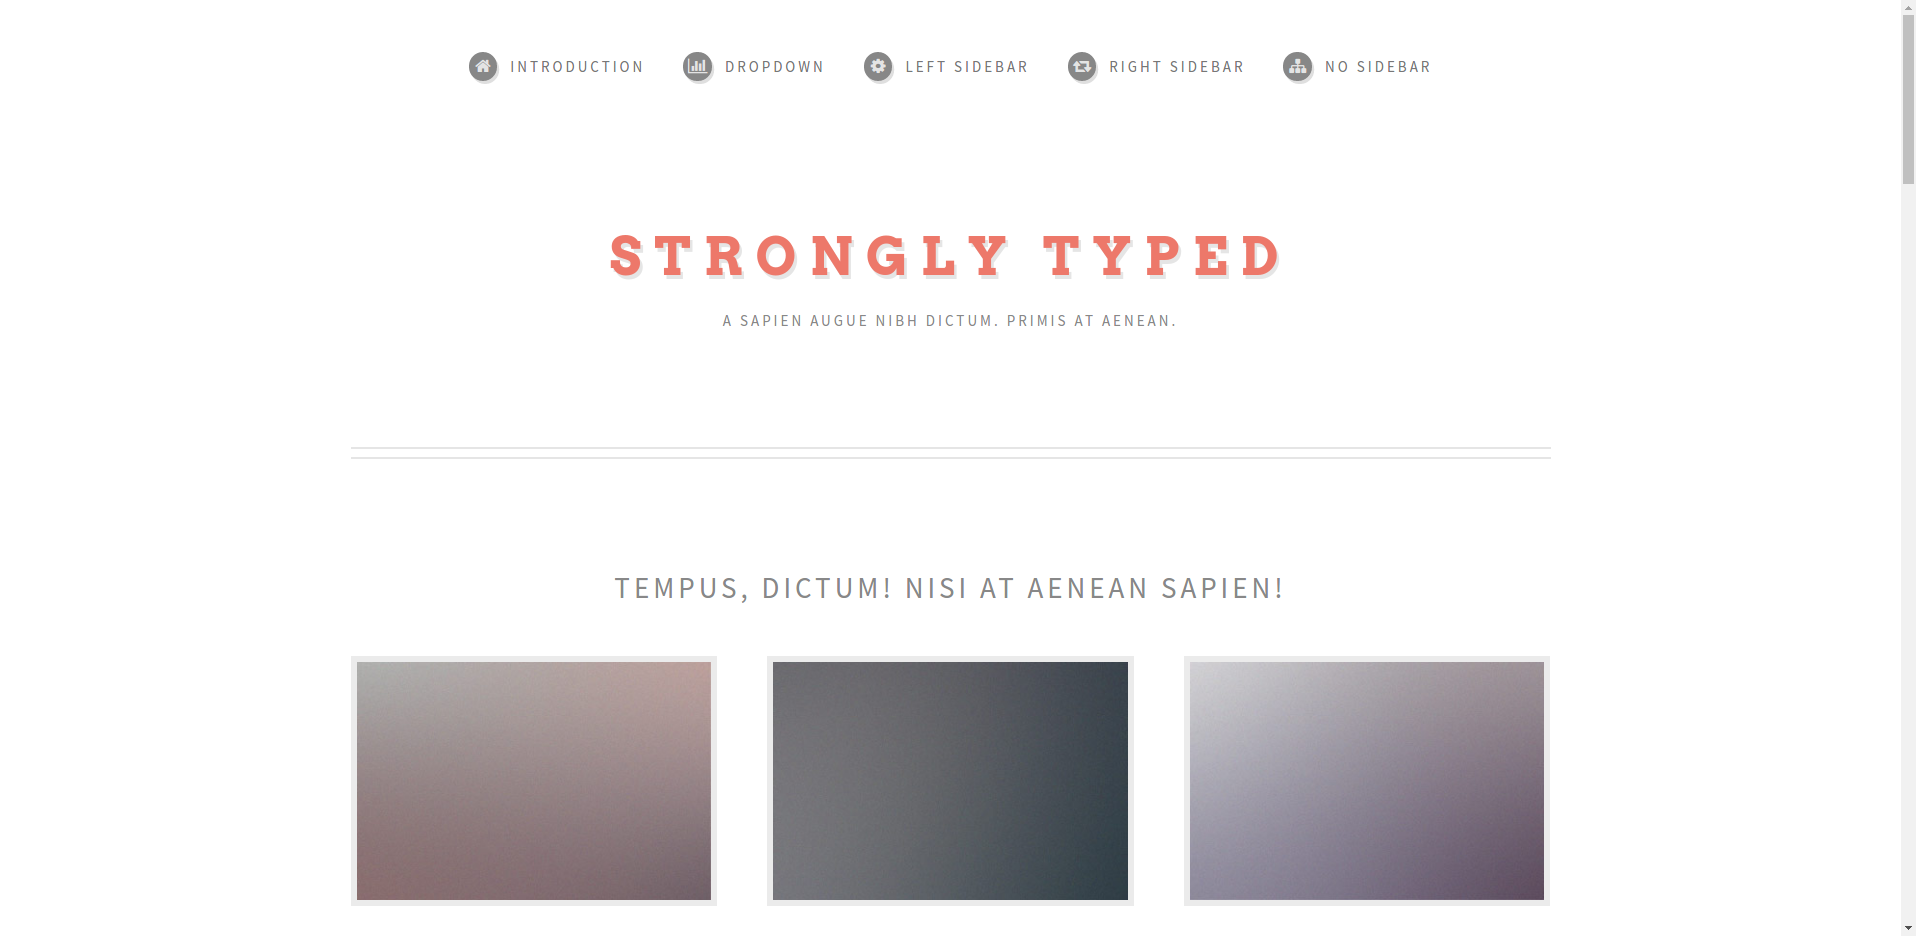 INTRODUCTION DROPDOWN LEFT SIDEBAR RIGHT SIDEBAR NO SIDEBAR
STRONGLY TYPED
A SAPIEN AUGUE NIBH DICTUM. PRIMIS AT AENEAN.
TEMPUS, DICTUM! NISI AT AENEAN SAPIEN!